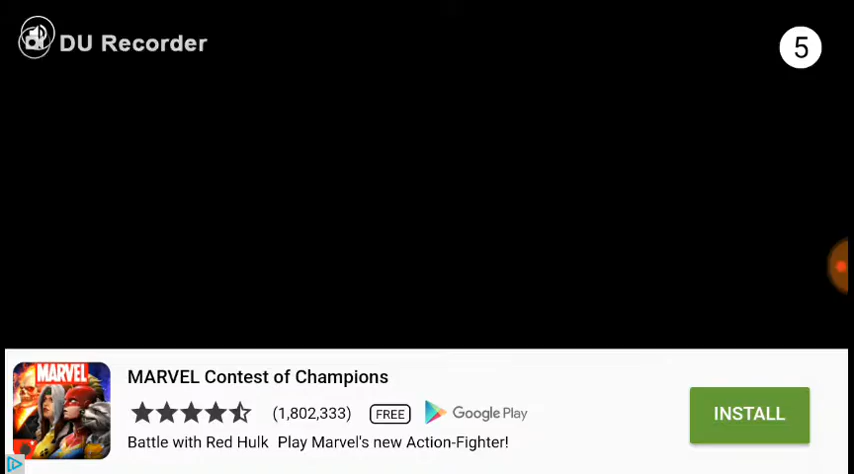 DU Recorder
5
MARVEL
MARVEL Contest of Champions
(1,802,333) FREE Google Play
Battle with Red Hulk Play Marvel's new Action-Fighter!
INSTALL